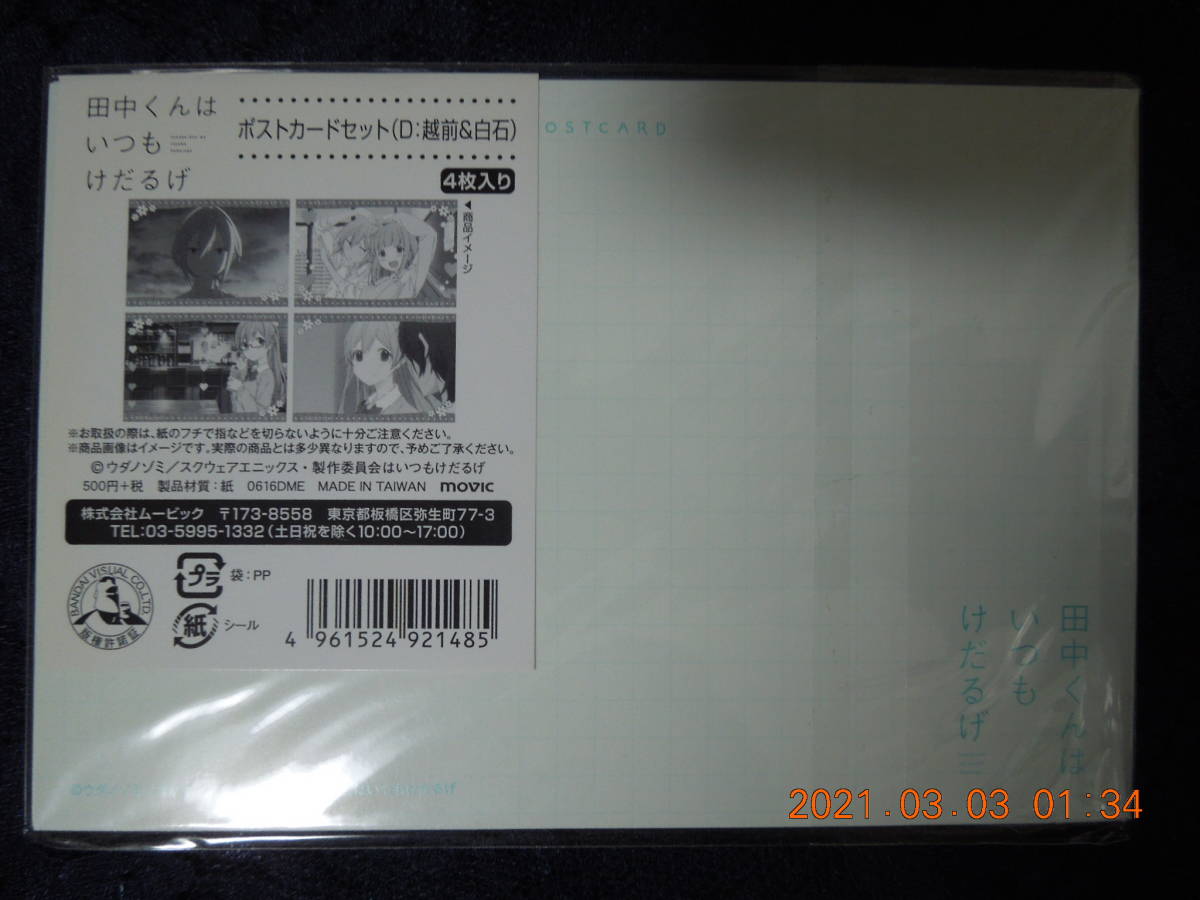 田中くんは
いつも
けだるげ
ポストカードセット(D:越前&白石)
4枚入り
◀商品イメージ
※お取扱の際は、紙のフチで指などを切らないように十分ご注意ください。
※商品画像はイメージです。実際の商品とは多少異なりますので、予めご了承ください。
©ウダノゾミ/スクウェアエニックス・製作委員会はいつもけだるげ
500円+税 製品材質:紙 0616DME MADE IN TAIWAN movic
株式会社ムービック 〒173-8558 東京都板橋区弥生町77-3
TEL:03-5995-1332(土日祝を除く10:00〜17:00)
BANDAI VISUAL CO.,LTD.
版権許諾証
プラ 袋:PP
紙 シール
4 961524 921485
OSTCARD
田中くんは
いつも
けだるげ
©ウダノ
2021.03.03 01:34